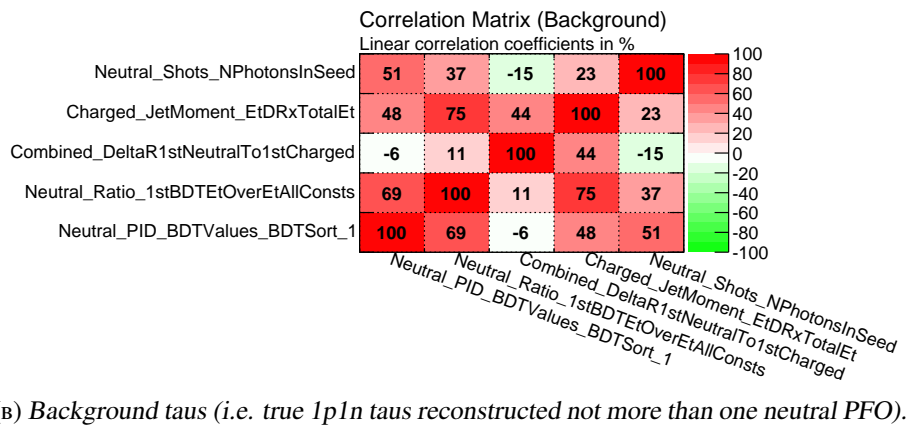 Correlation Matrix (Background)
Linear correlation coefficients in %
Neutral_Shots_NPhotonsInSeed 51 37 -15 23 100
Charged_JetMoment_EtDRxTotalEt 48 75 44 100 23
Combined_DeltaR1stNeutralTo1stCharged -6 11 100 44 -15
Neutral_Ratio_1stBDTEtOverEtAllConsts 69 100 11 75 37
Neutral_PID_BDTValues_BDTSort_1 100 69 -6 48 51
100
80
60
40
20
0
-20
-40
-60
-80
-100
Neutral_PID_BDTValues_BDTSort_1
Neutral_Ratio_1stBDTEtOverEtAllConsts
Combined_DeltaR1stNeutralTo1stCharged
Charged_JetMoment_EtDRxTotalEt
Neutral_Shots_NPhotonsInSeed
(B) Background taus (i.e. true 1p1n taus reconstructed not more than one neutral PFO).